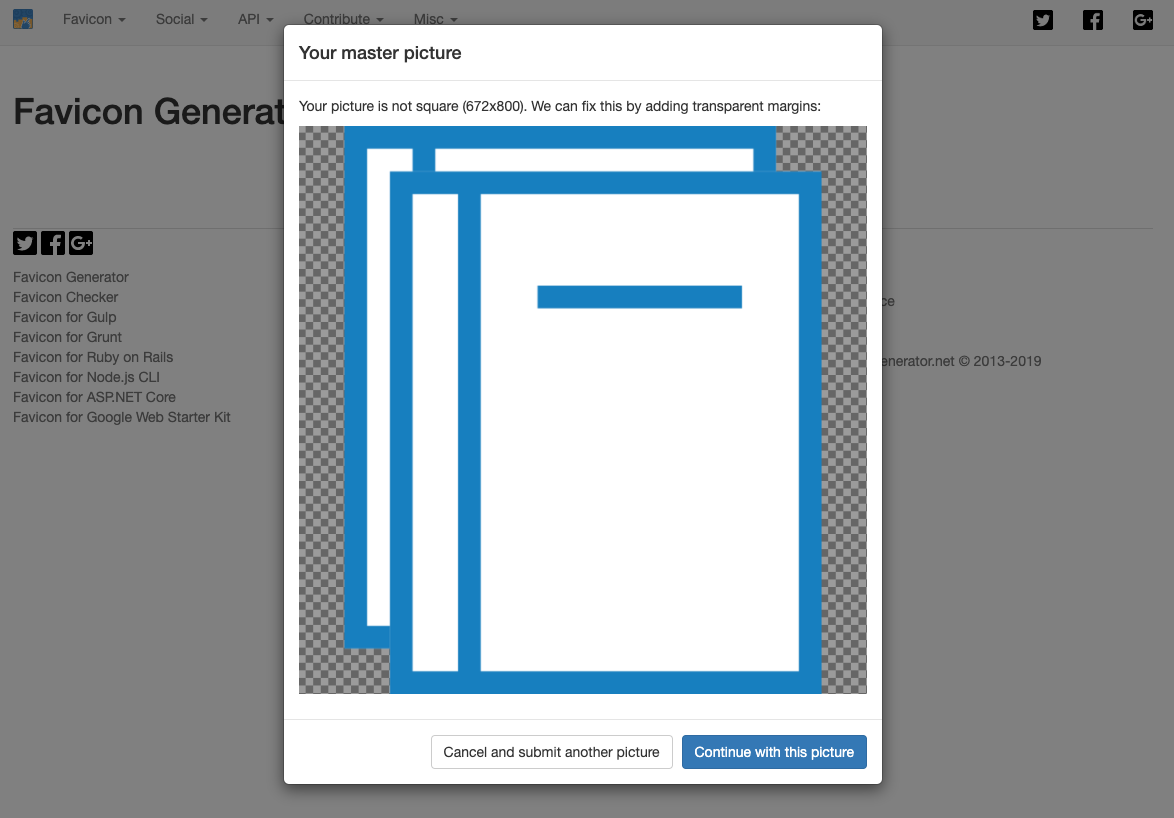 Favicon
Social
API
Contribute
Misc
Your master picture
Favicon Generat
Your picture is not square (672x800). We can fix this by adding transparent margins:
Favicon Generator
Favicon Checker
Favicon for Gulp
Favicon for Grunt
Favicon for Ruby on Rails
Favicon for Node.js CLI
Favicon for ASP.NET Core
Favicon for Google Web Starter Kit
ce
enerator.net © 2013-2019
Cancel and submit another picture
Continue with this picture